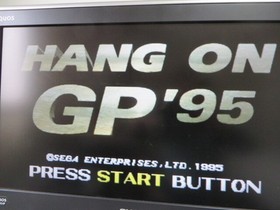 HANG ON
GP'95
©SEGA ENTERPRISES,LTD.1995
PRESS START BUTTON